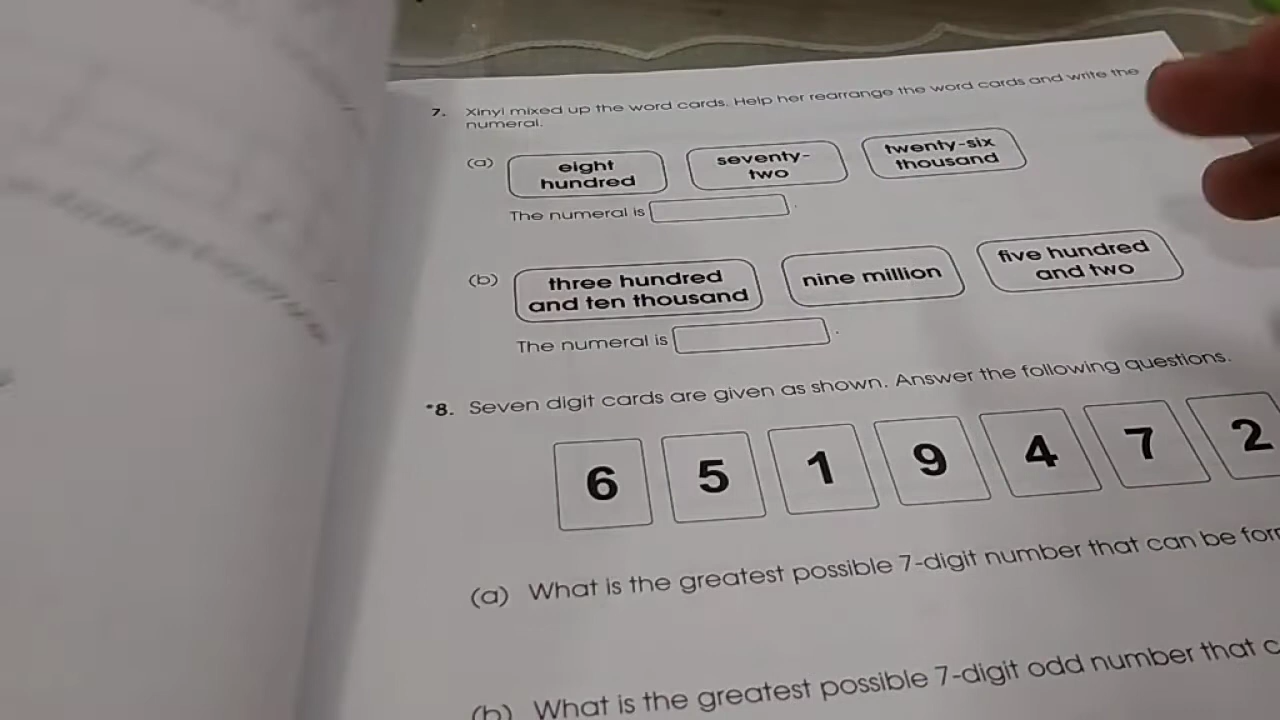 7. Xinyi mixed up the word cards. Help her rearrange the word cards and write the
numeral.
(a) eight
hundred
seventy-
two
twenty-six
thousand
The numeral is .
(b) three hundred
and ten thousand
nine million
five hundred
and two
The numeral is .
*8. Seven digit cards are given as shown. Answer the following questions.
6 5 1 9 4 7 2
(a) What is the greatest possible 7-digit number that can be
(b) What is the greatest possible 7-digit odd number that